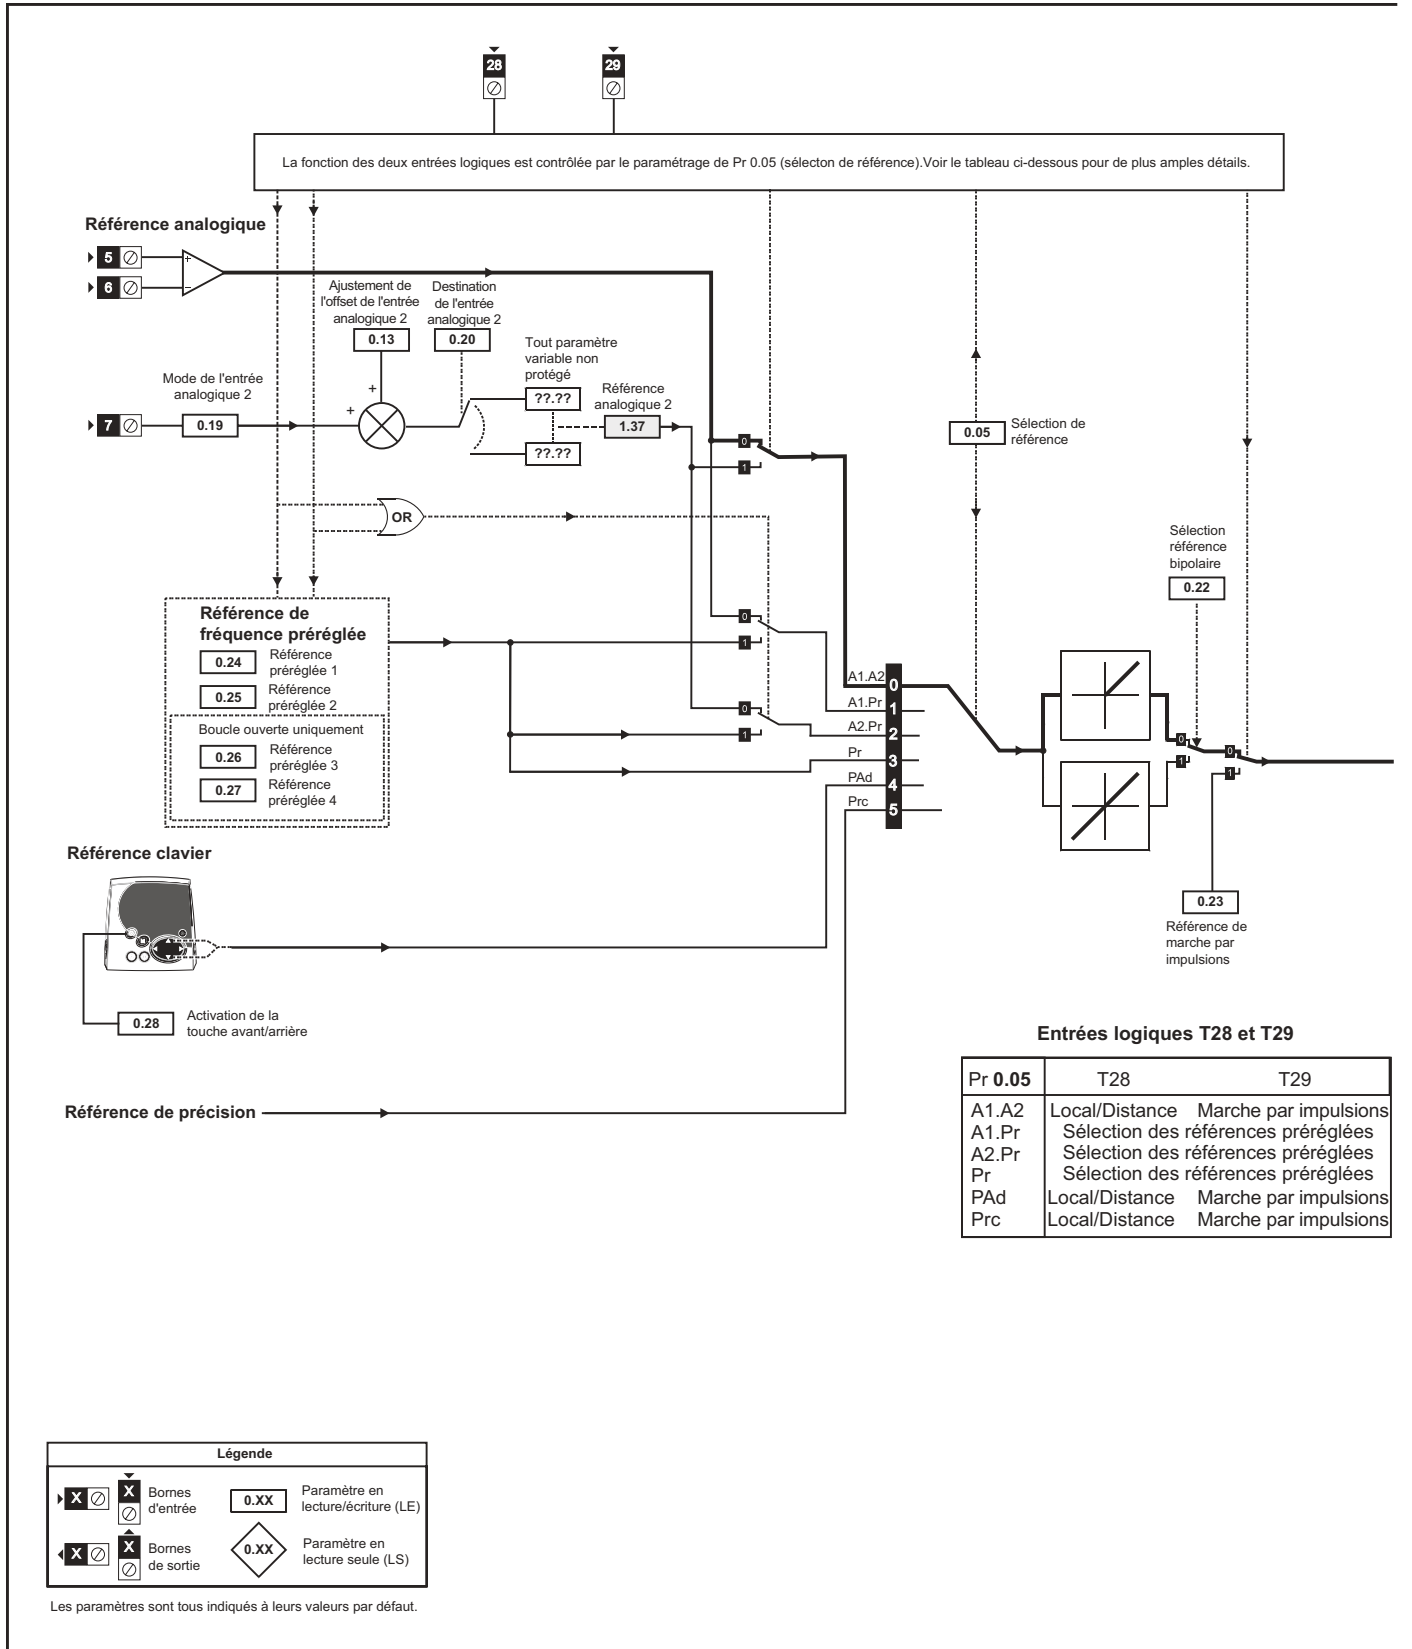 28
29
La fonction des deux entrées logiques est contrôlée par le paramétrage de Pr 0.05 (sélecton de référence).Voir le tableau ci-dessous pour de plus amples détails.
Référence analogique
5
+
6
−
Ajustement de
l'offset de l'entrée
analogique 2
0.13
Destination
de l'entrée
analogique 2
0.20
Tout paramètre
variable non
protégé
??.??
??.??
Référence
analogique 2
1.37
Mode de l'entrée
analogique 2
7
0.19
+
+
0
1
0.05
Sélection de
référence
OR
Sélection
référence
bipolaire
0.22
Référence de
fréquence préréglée
0.24
Référence
préréglée 1
0.25
Référence
préréglée 2
Boucle ouverte uniquement
0.26
Référence
préréglée 3
0.27
Référence
préréglée 4
0
1
0
1
A1.A2
0
A1.Pr
1
A2.Pr
2
Pr
3
PAd
4
Prc
5
0
1
0
1
0.23
Référence de
marche par
impulsions
Référence clavier
0.28
Activation de la
touche avant/arrière
Référence de précision
Entrées logiques T28 et T29
Pr 0.05 T28 T29
A1.A2 Local/Distance Marche par impulsions
A1.Pr Sélection des références préréglées
A2.Pr Sélection des références préréglées
Pr Sélection des références préréglées
PAd Local/Distance Marche par impulsions
Prc Local/Distance Marche par impulsions
Légende
X
X
Bornes
d'entrée
0.XX
Paramètre en
lecture/écriture (LE)
X
X
Bornes
de sortie
0.XX
Paramètre en
lecture seule (LS)
Les paramètres sont tous indiqués à leurs valeurs par défaut.